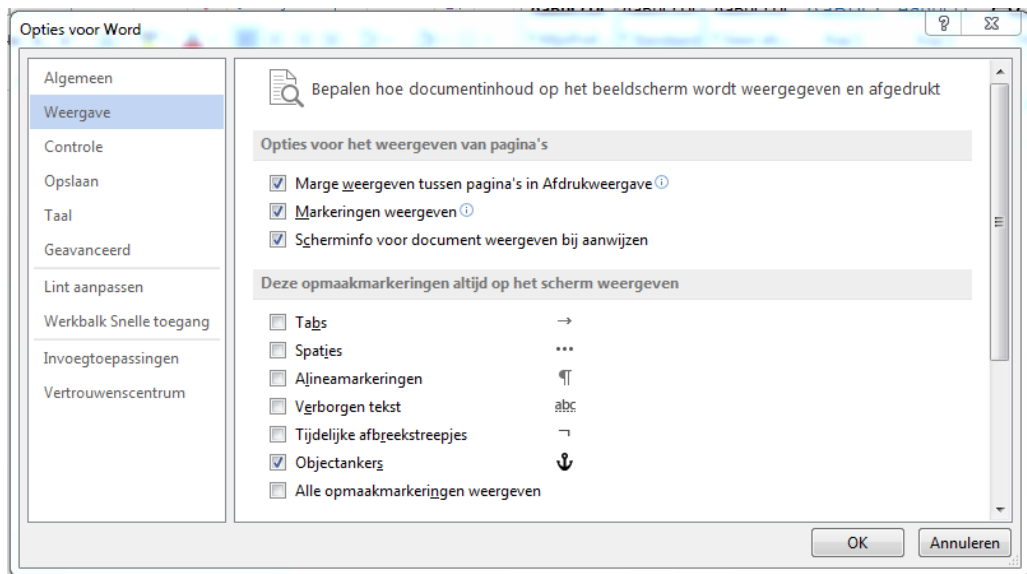 Opties voor Word
Algemeen
Weergave
Controle
Opslaan
Taal
Geavanceerd
Lint aanpassen
Werkbalk Snelle toegang
Invoegtoepassingen
Vertrouwenscentrum
Bepalen hoe documentinhoud op het beeldscherm wordt weergegeven en afgedrukt
Opties voor het weergeven van pagina's
Marge weergeven tussen pagina's in Afdrukweergave
Markeringen weergeven
Scherminfo voor document weergeven bij aanwijzen
Deze opmaakmarkeringen altijd op het scherm weergeven
Tabs →
Spaties •••
Alineamarkeringen ¶
Verborgen tekst abc
Tijdelijke afbreekstreepjes ¬
Objectankers
Alle opmaakmarkeringen weergeven
OK Annuleren